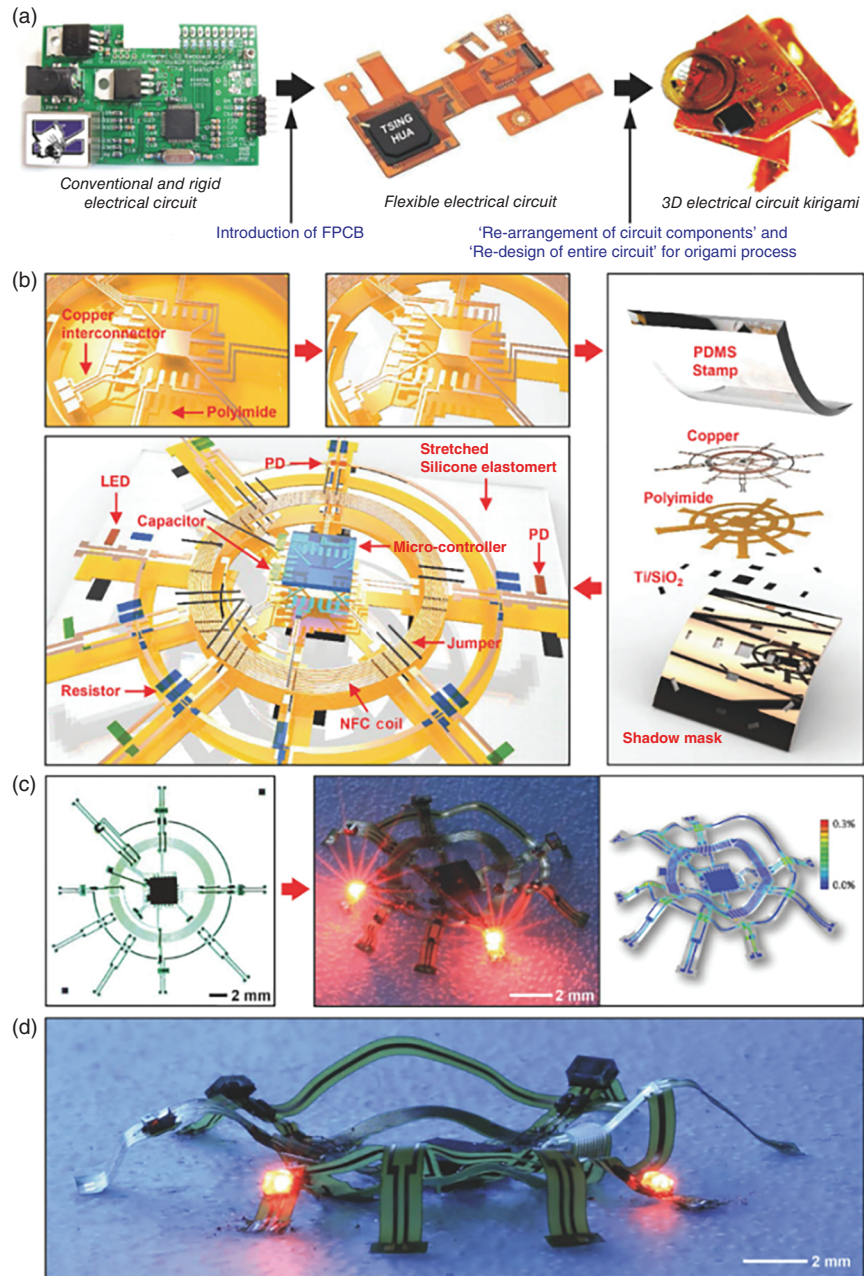 (a)
TSING
HUA
Conventional and rigid
electrical circuit
Flexible electrical circuit
3D electrical circuit kirigami
Introduction of FPCB
‘Re-arrangement of circuit components’ and
‘Re-design of entire circuit’ for origami process
(b)
Copper
interconnector
Polyimide
PDMS
Stamp
Copper
Polyimide
Ti/SiO₂
Shadow mask
PD
Stretched
Silicone elastomert
LED
Capacitor
Micro-controller
PD
Jumper
Resistor
NFC coil
(c)
2 mm
2 mm
0.3%
0.0%
(d)
2 mm